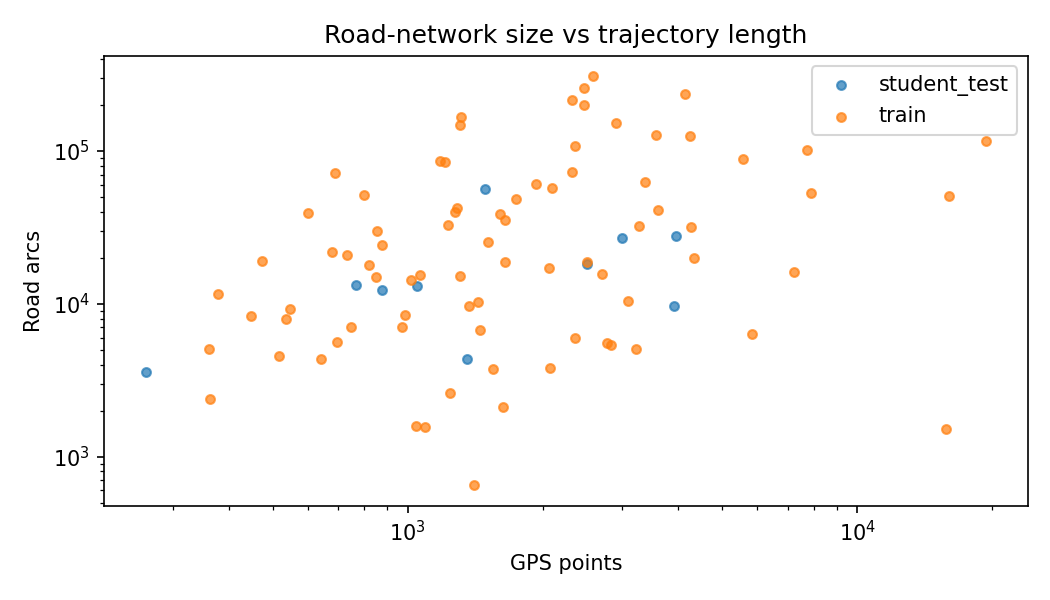 Road-network size vs trajectory length
student_test
train
10^5
10^4
10^3
Road arcs
10^3
10^4
GPS points